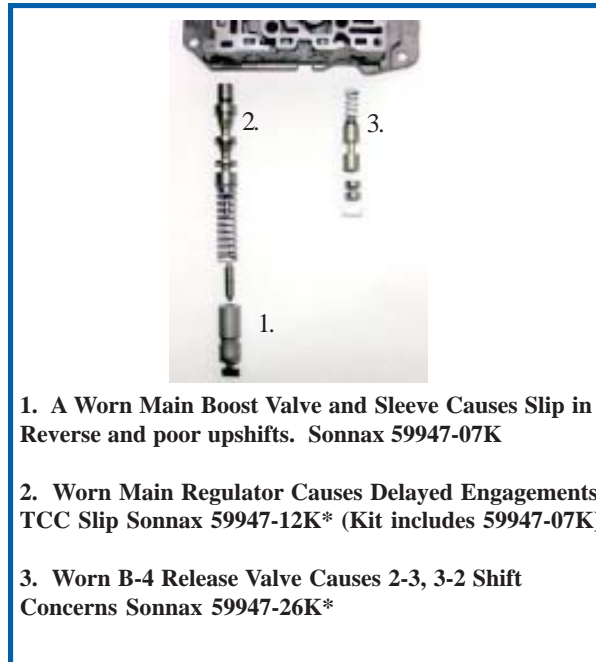 2.
3.
1.
1. A Worn Main Boost Valve and Sleeve Causes Slip in
Reverse and poor upshifts. Sonnax 59947-07K
2. Worn Main Regulator Causes Delayed Engagements
TCC Slip Sonnax 59947-12K* (Kit includes 59947-07K)
3. Worn B-4 Release Valve Causes 2-3, 3-2 Shift
Concerns Sonnax 59947-26K*